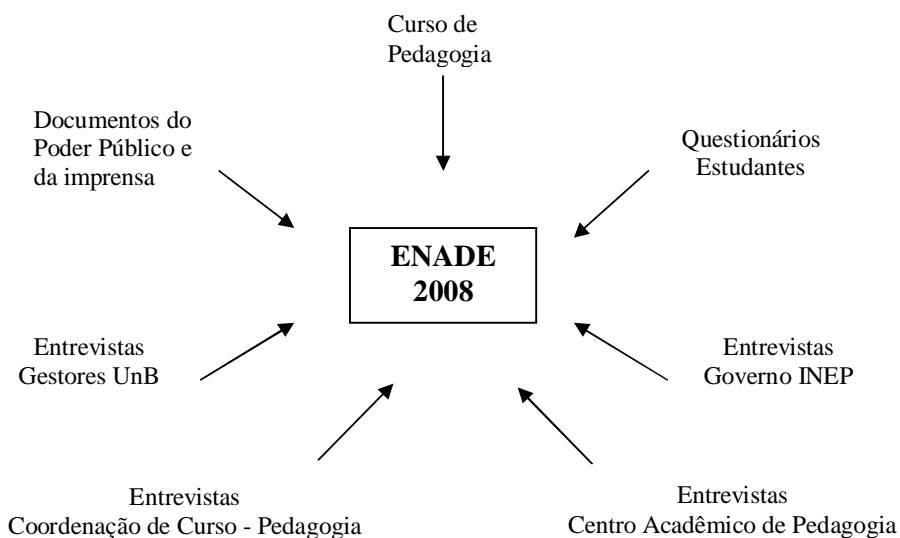 Curso de
Pedagogia
Documentos do
Poder Público e
da imprensa
Questionários
Estudantes
ENADE
2008
Entrevistas
Gestores UnB
Entrevistas
Governo INEP
Entrevistas
Coordenação de Curso - Pedagogia
Entrevistas
Centro Acadêmico de Pedagogia